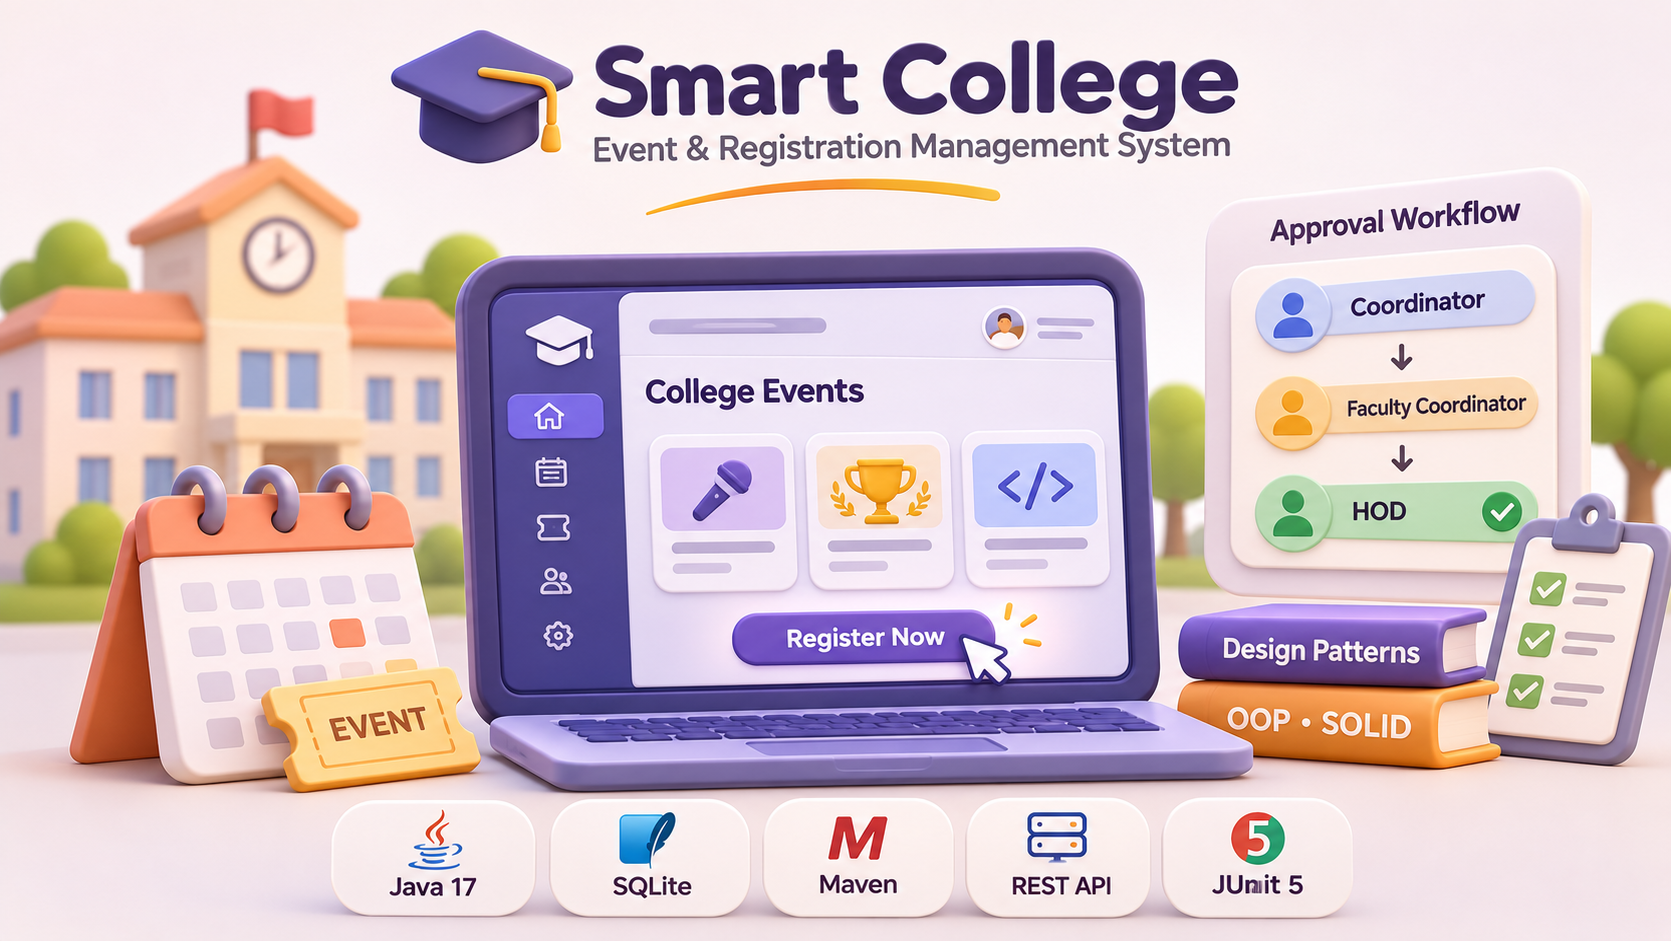 Smart College
Event & Registration Management System
Approval Workflow
Coordinator
Faculty Coordinator
HOD
College Events
Register Now
EVENT
Design Patterns
OOP • SOLID
Java 17
SQLite
M
Maven
REST API
5
JUnit 5